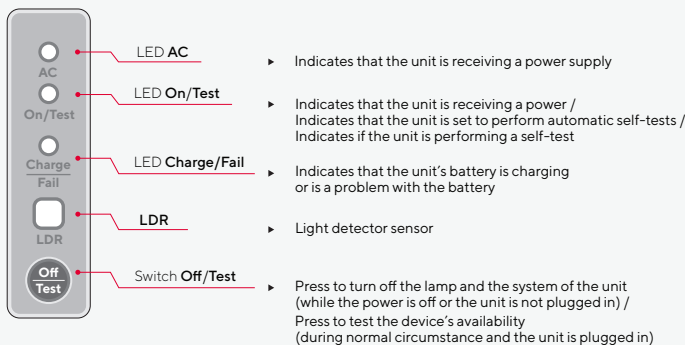 AC
On/Test
Charge
Fail
LDR
Off
Test
LED AC
Indicates that the unit is receiving a power supply
LED On/Test
Indicates that the unit is receiving a power /
Indicates that the unit is set to perform automatic self-tests /
Indicates if the unit is performing a self-test
LED Charge/Fail
Indicates that the unit's battery is charging
or is a problem with the battery
LDR
Light detector sensor
Switch Off/Test
Press to turn off the lamp and the system of the unit
(while the power is off or the unit is not plugged in) /
Press to test the device's availability
(during normal circumstance and the unit is plugged in)